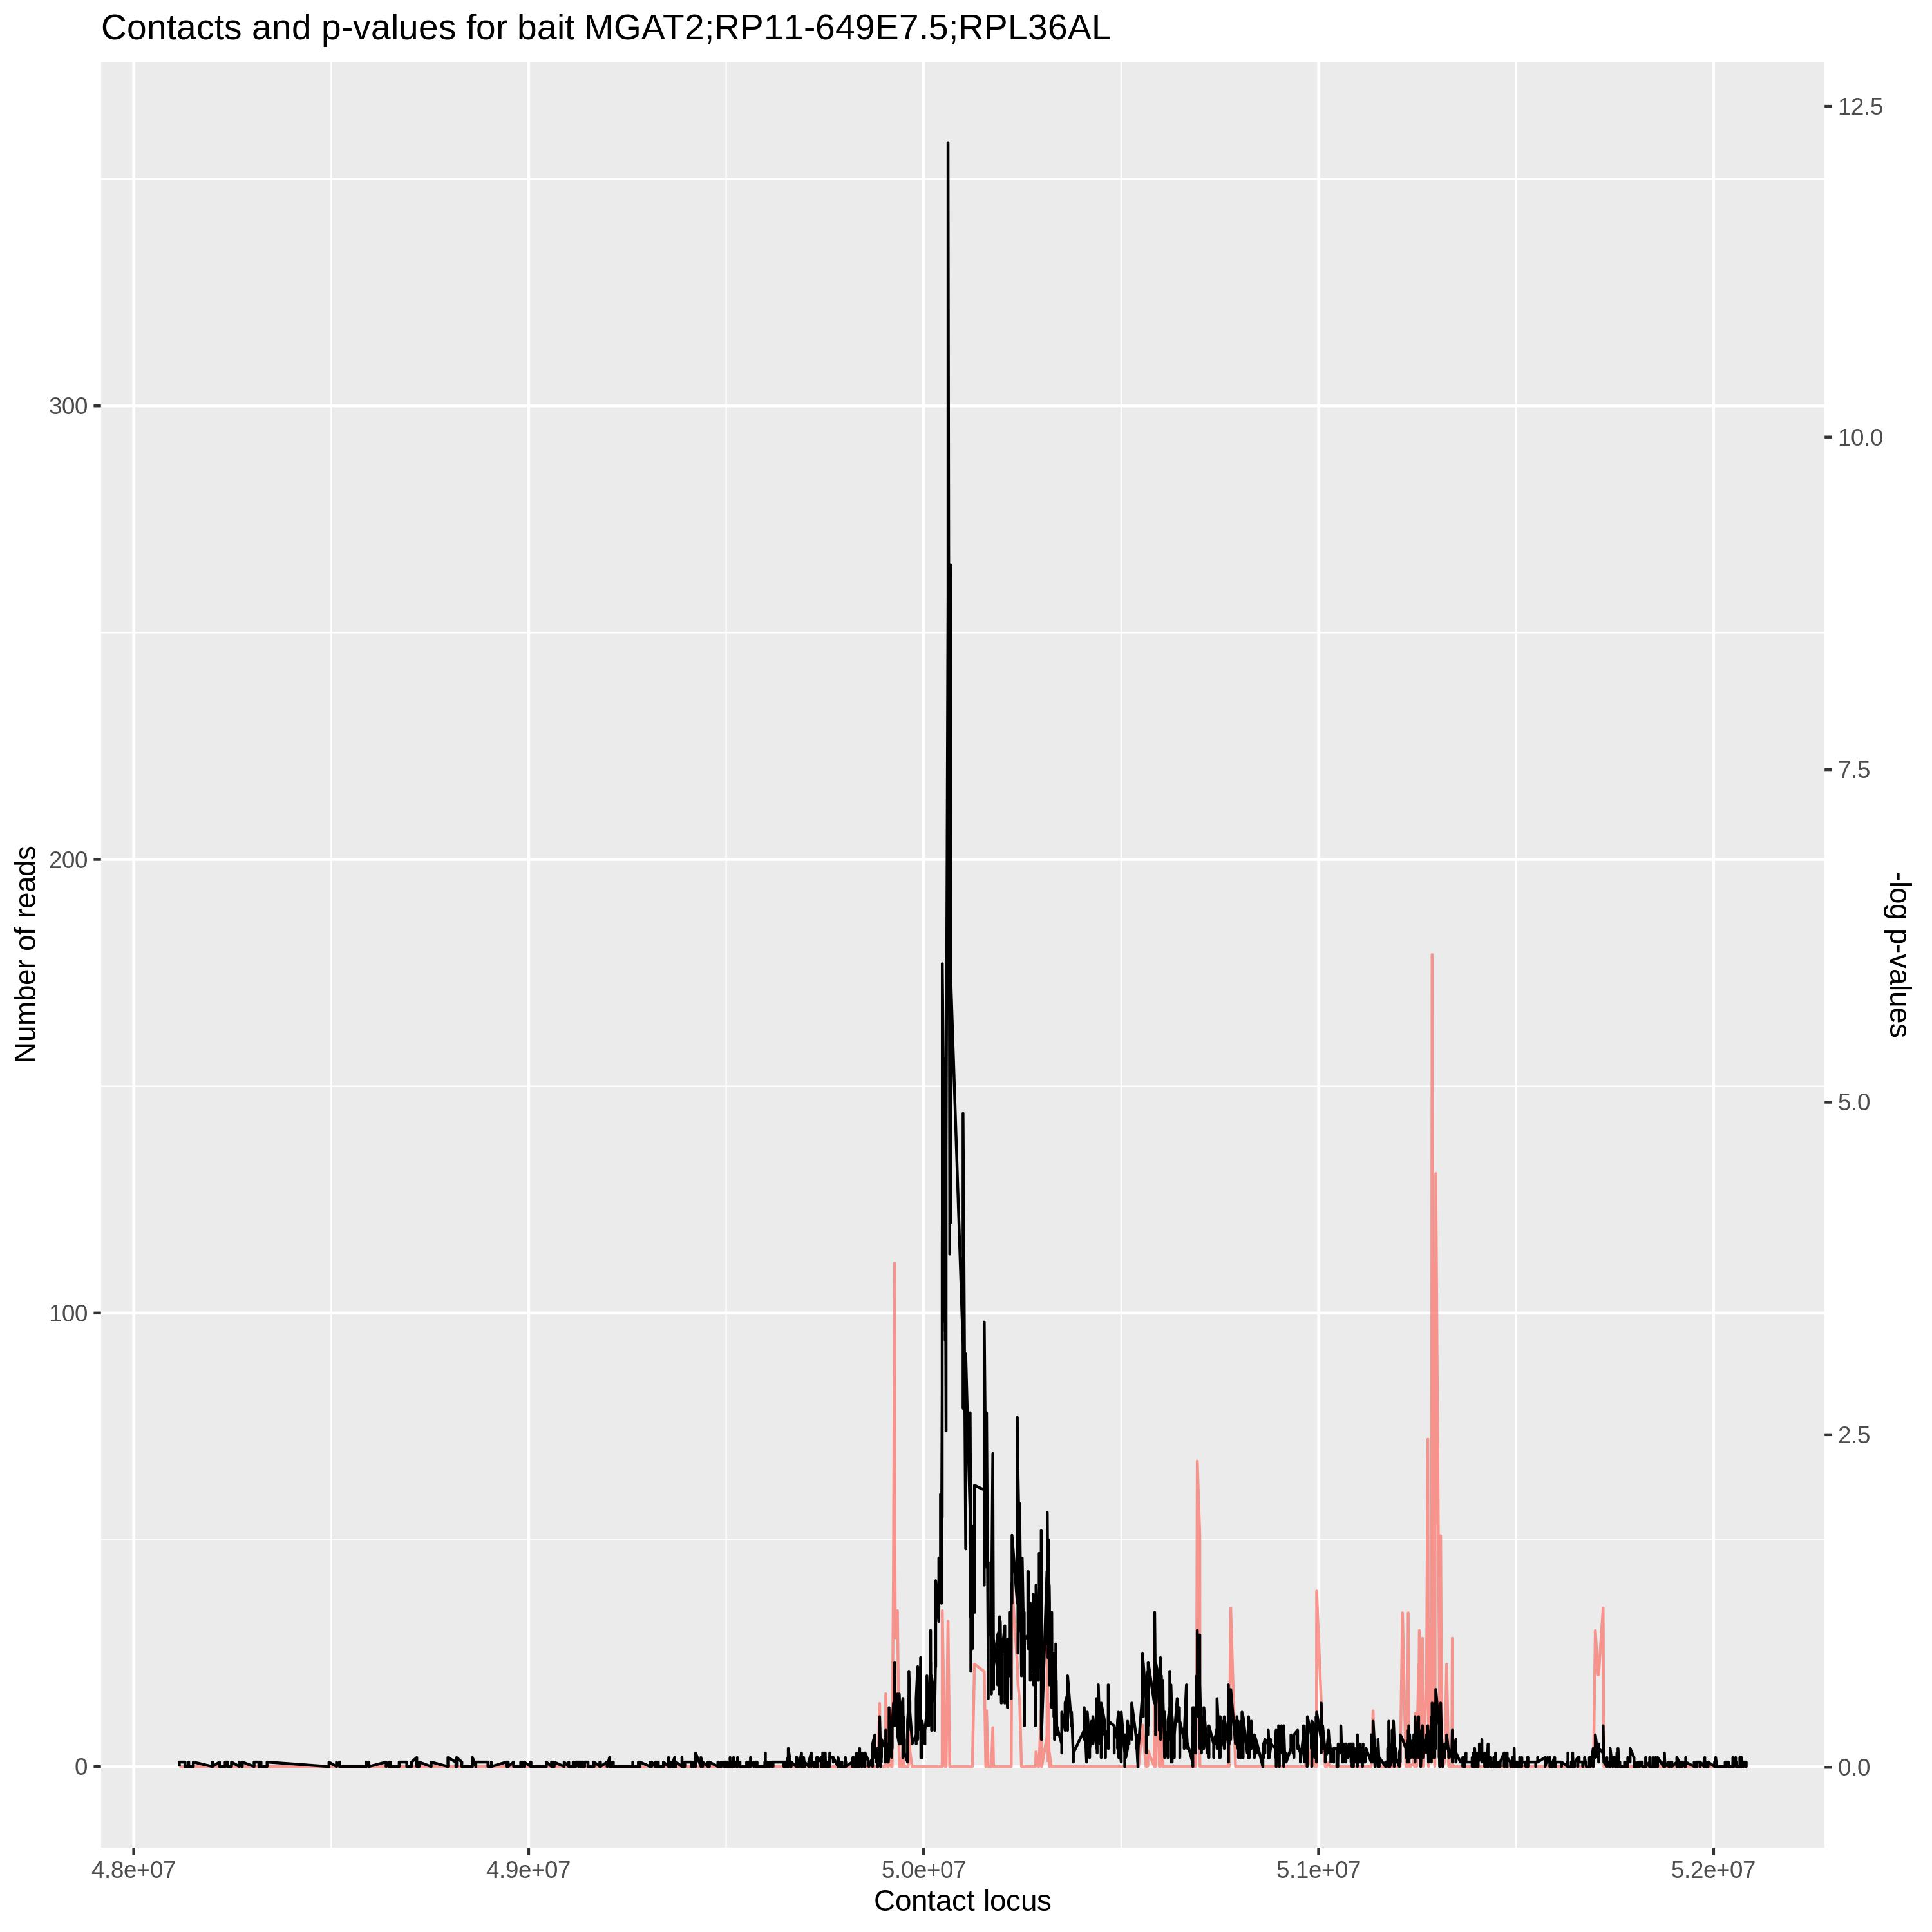 Contacts and p-values for bait MGAT2;RP11-649E7.5;RPL36AL
12.5
10.0
7.5
5.0
2.5
0.0
-log p-values
300
200
100
0
Number of reads
4.8e+07 4.9e+07 5.0e+07 5.1e+07 5.2e+07
Contact locus